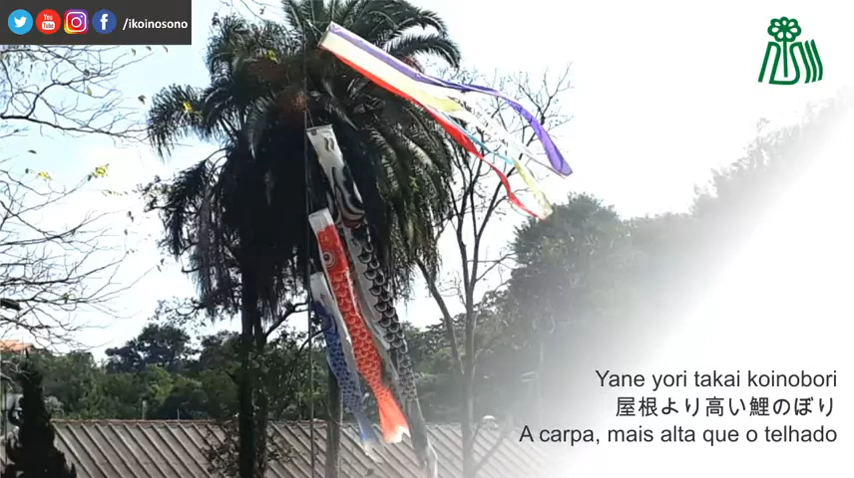 /ikoinosono
Yane yori takai koinobori
屋根より高い鯉のぼり
A carpa, mais alta que o telhado